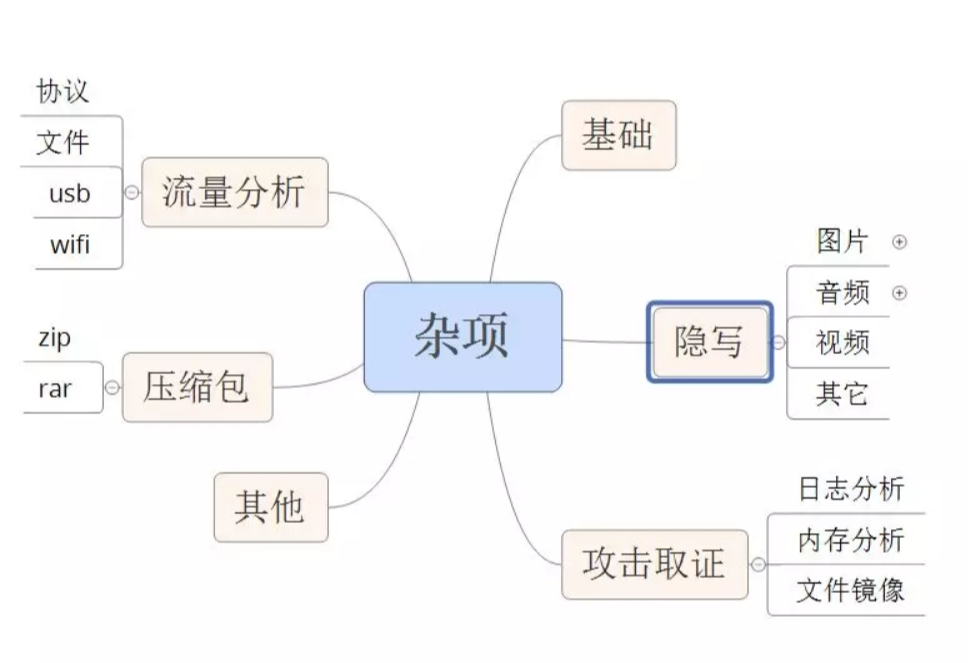 杂项
基础
隐写
图片
音频
视频
其它
攻击取证
日志分析
内存分析
文件镜像
流量分析
协议
文件
usb
wifi
压缩包
zip
rar
其他